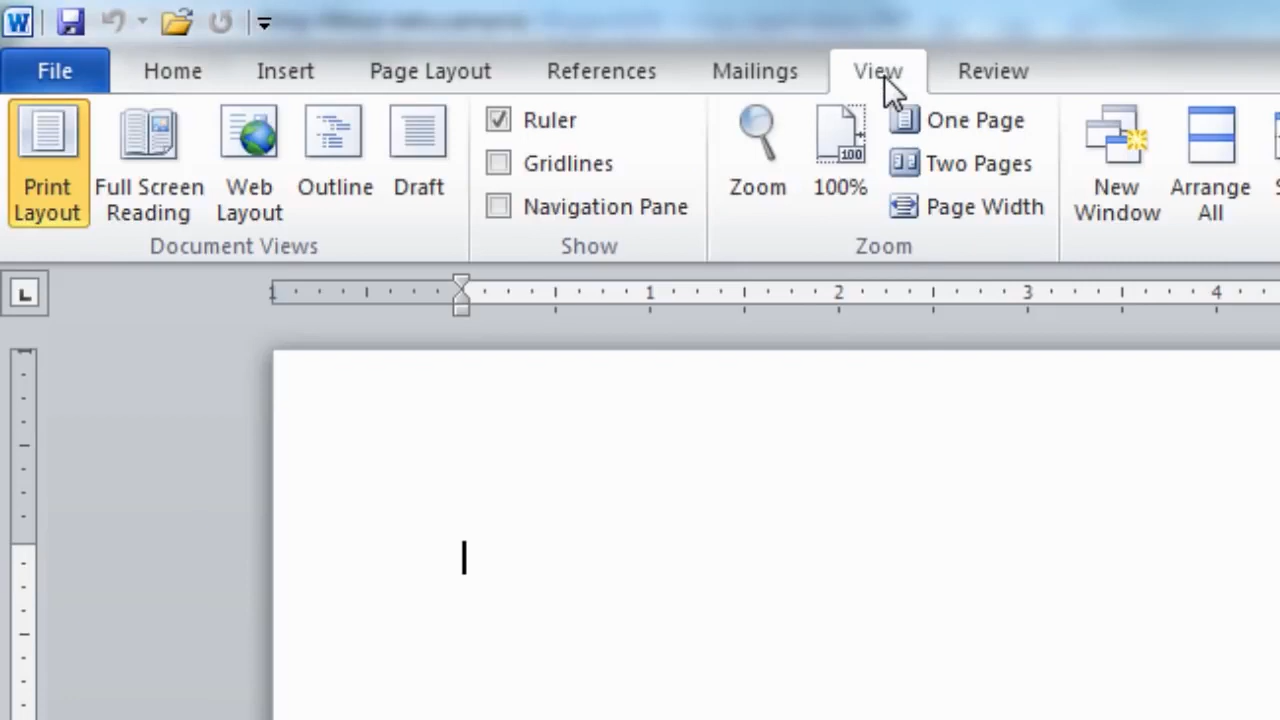 W
File Home Insert Page Layout References Mailings View Review
Print Layout
Full Screen Reading
Web Layout
Outline
Draft
Document Views
Ruler
Gridlines
Navigation Pane
Show
Zoom
100
100%
One Page
Two Pages
Page Width
Zoom
New Window
Arrange All
L
1 1 2 3 4